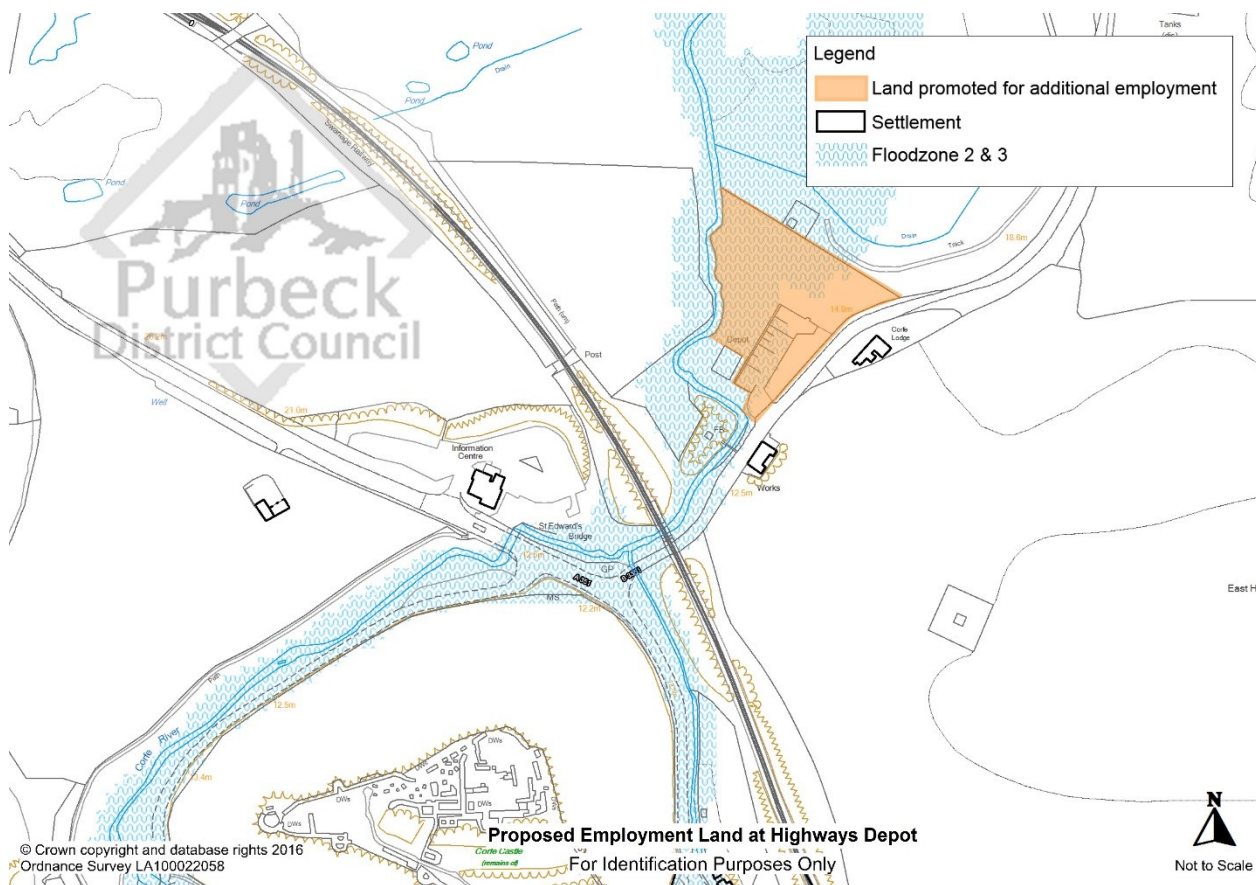 Pond
Drain
Pond
Swanage Railway
Pond
Pond
Purbeck
District Council
Path (um)
Post
21.0m
Information
Centre
St Edward's
Bridge
GP
MS
12.2m
Path
12.5m
Corfe River
Tanks
Legend
Land promoted for additional employment
Settlement
Floodzone 2 & 3
Drain
Track
18.6m
14.9m
Depot
Corfe
Lodge
FB
Works
12.5m
East H
DWs
DWs
DWs
DWs
DWs
Corfe Castle
(remains of)
Proposed Employment Land at Highways Depot
For Identification Purposes Only
© Crown copyright and database rights 2016
Ordnance Survey LA100022058
N
Not to Scale